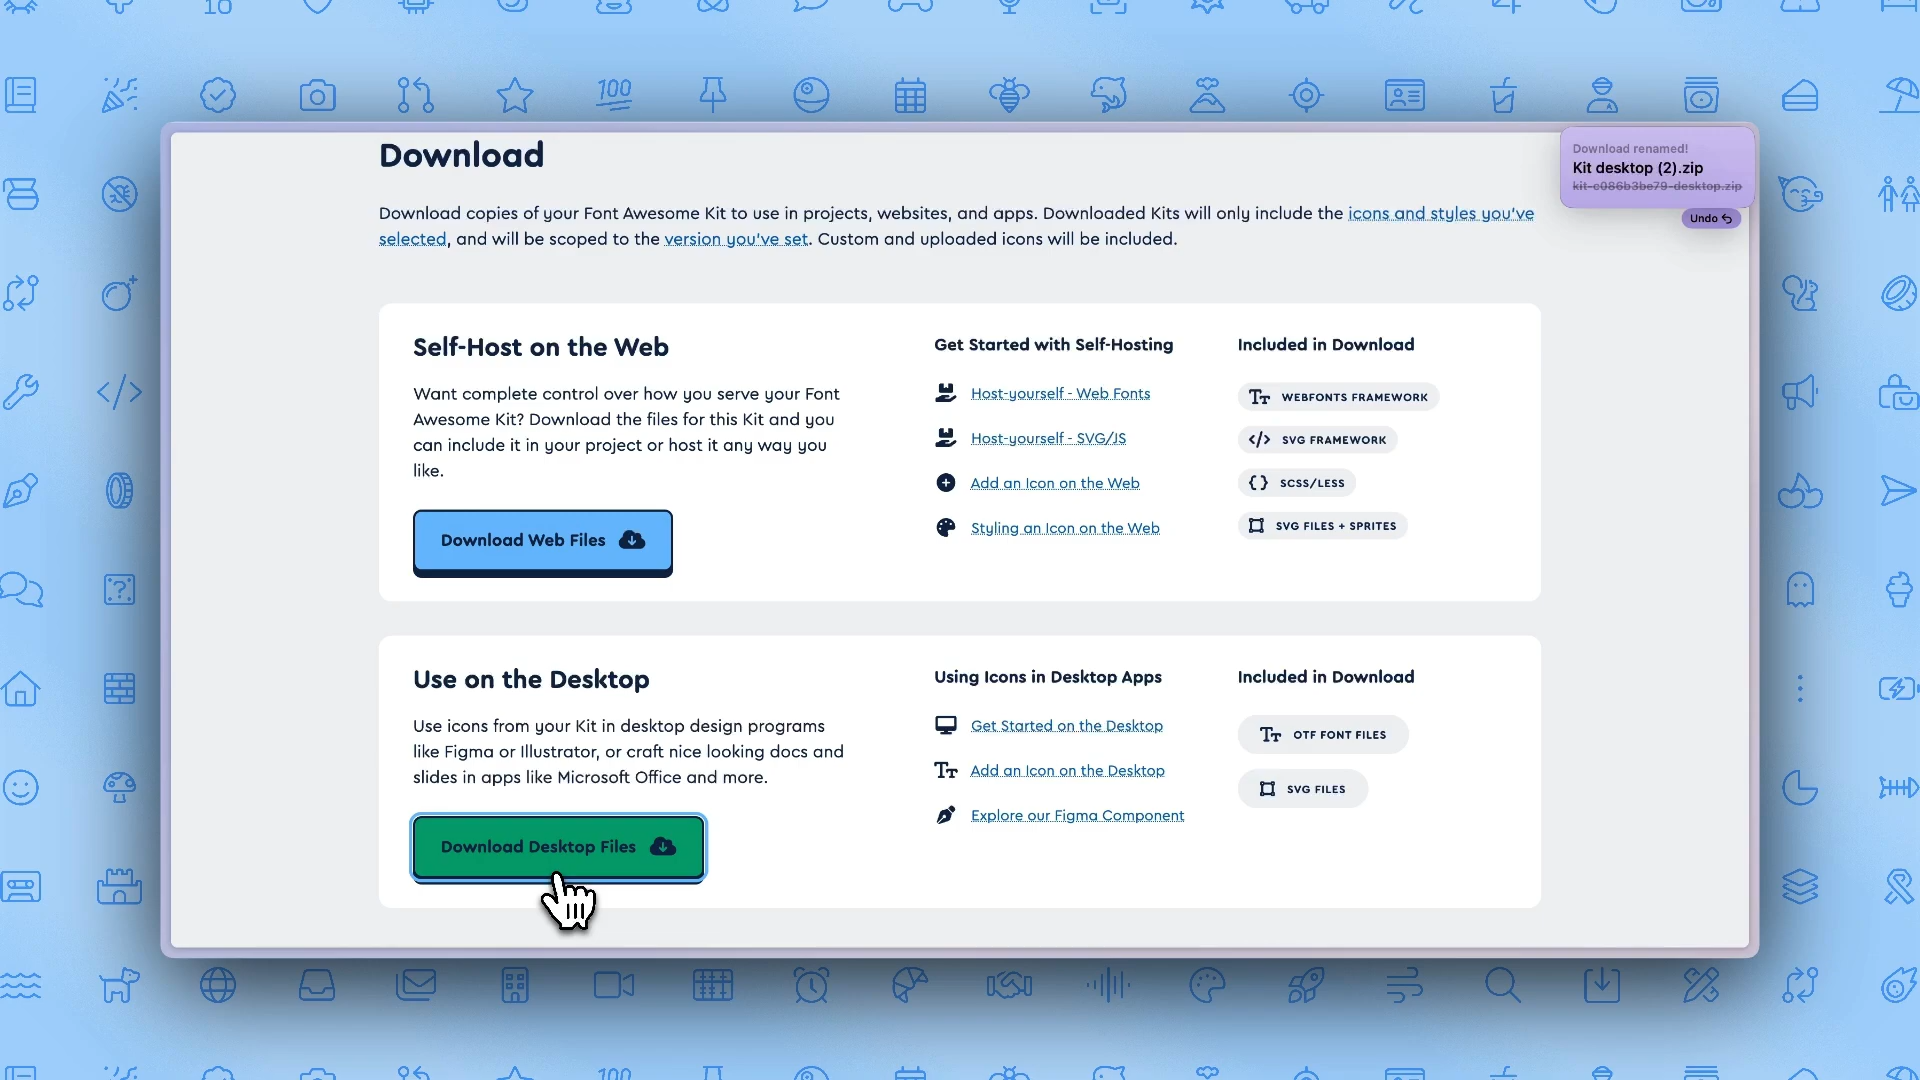 10
100
Download
Download renamed!
Kit desktop (2).zip
kit-c086b3be79-desktop.zip
Undo
Download copies of your Font Awesome Kit to use in projects, websites, and apps. Downloaded Kits will only include the icons and styles you've
selected, and will be scoped to the version you've set. Custom and uploaded icons will be included.
Self-Host on the Web
Want complete control over how you serve your Font
Awesome Kit? Download the files for this Kit and you
can include it in your project or host it any way you
like.
Download Web Files
Get Started with Self-Hosting
Host-yourself - Web Fonts
Host-yourself - SVG/JS
Add an Icon on the Web
Styling an Icon on the Web
Included in Download
WEBFONTS FRAMEWORK
SVG FRAMEWORK
SCSS/LESS
SVG FILES + SPRITES
Use on the Desktop
Use icons from your Kit in desktop design programs
like Figma or Illustrator, or craft nice looking docs and
slides in apps like Microsoft Office and more.
Download Desktop Files
Using Icons in Desktop Apps
Get Started on the Desktop
Add an Icon on the Desktop
Explore our Figma Component
Included in Download
OTF FONT FILES
SVG FILES
100